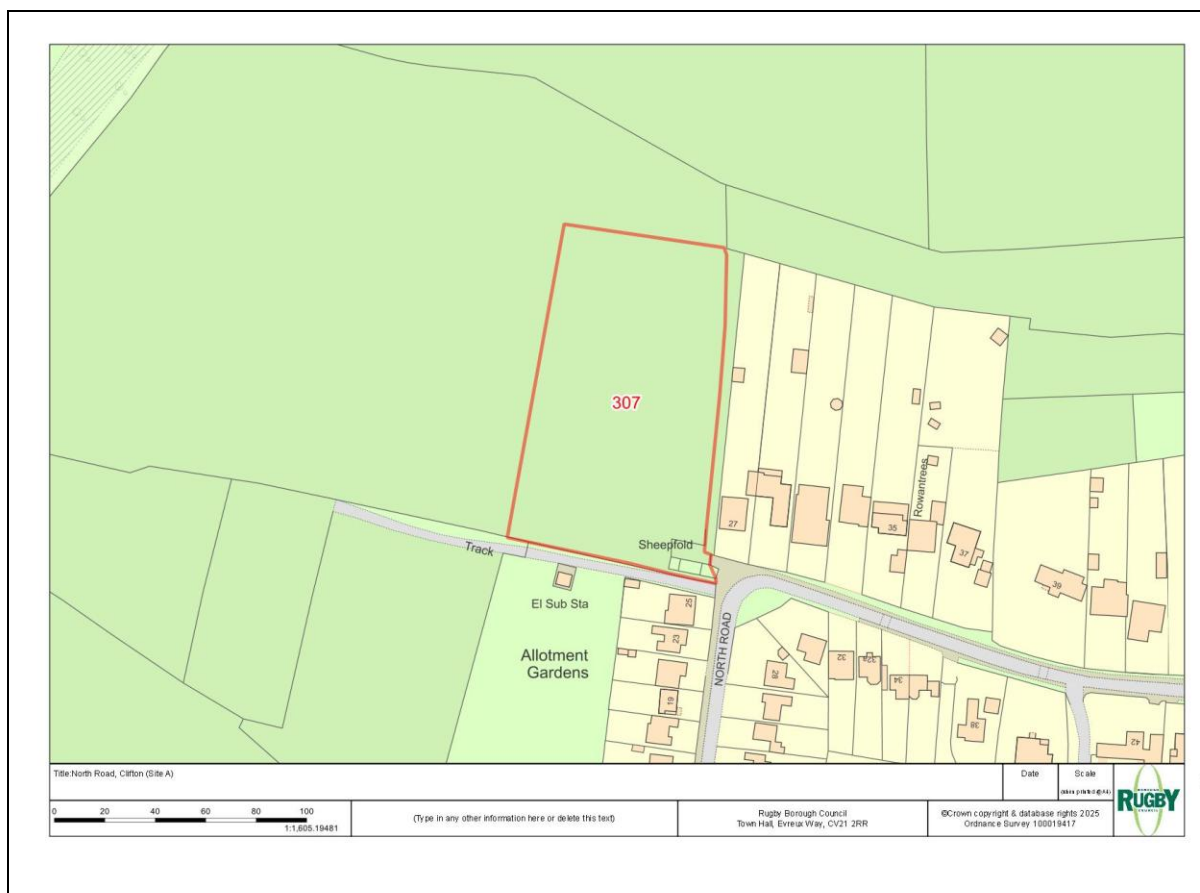 307
Sheepfold
Track
El Sub Sta
Allotment
Gardens
NORTH ROAD
Rowantrees
27
35
37
39
25
23
19
28
32
37a
34
38
42
Title:North Road, Clifton (Site A)
Date
Scale
0 20 40 60 80 100
1:1,605.19481
(Type in any other information here or delete this text)
Rugby Borough Council
Town Hall, Evreux Way, CV21 2RR
©Crown copyright & database rights 2025
Ordnance Survey 100019417
RUGBY